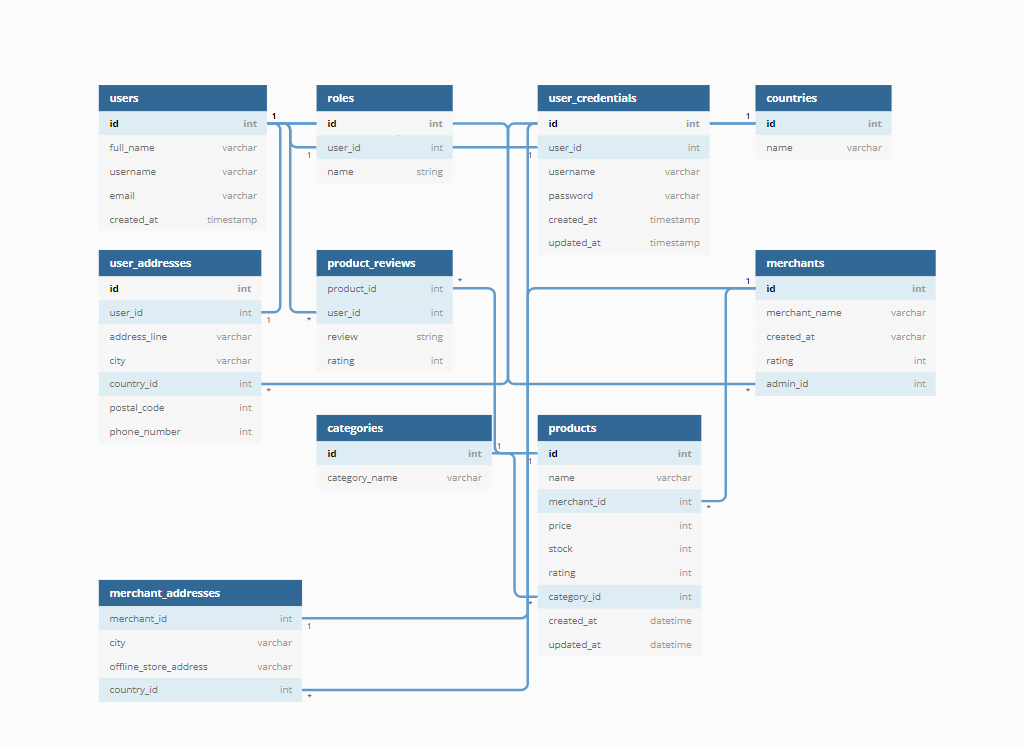 users
id int
full_name varchar
username varchar
email varchar
created_at timestamp
roles
id int
user_id int
name string
user_credentials
id int
user_id int
username varchar
password varchar
created_at timestamp
updated_at timestamp
countries
id int
name varchar
user_addresses
id int
user_id int
address_line varchar
city varchar
country_id int
postal_code int
phone_number int
product_reviews
product_id int
user_id int
review string
rating int
merchants
id int
merchant_name varchar
created_at varchar
rating int
admin_id int
categories
id int
category_name varchar
products
id int
name varchar
merchant_id int
price int
stock int
rating int
category_id int
created_at datetime
updated_at datetime
merchant_addresses
merchant_id int
city varchar
offline_store_address varchar
country_id int
1
1
1
1
1
*
*
1
*
*
1
1
*
*
1
*